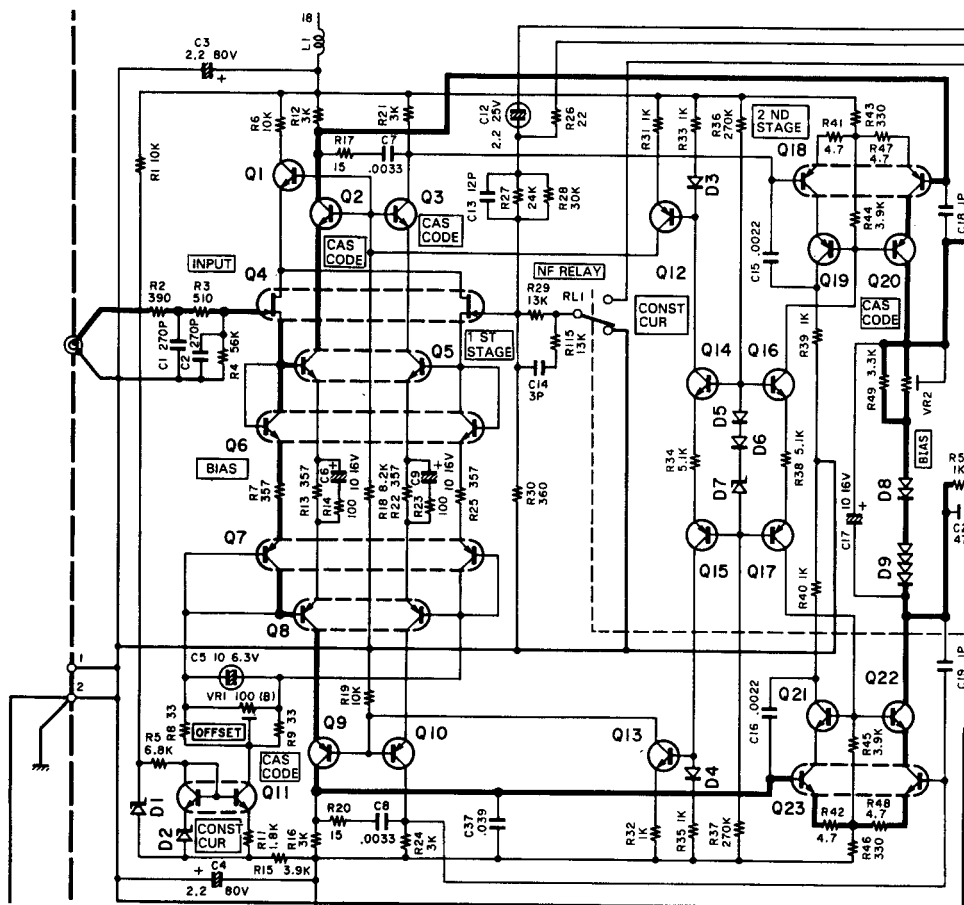 18
L1
C3
2.2 80V
+
R6
10K
R12
3K
R21
3K
R17
15
C7
.0033
C12
25V
2.2
R26
22
R31 1K
R33 1K
R36
270K
2 ND
STAGE
R41
4.7
R43
330
R47
4.7
Q18
R1 10K
Q1
Q2
Q3
CAS
CODE
CAS
CODE
C13 12P
R27
24K
R28
30K
D3
Q12
C15 .0022
R44
3.9K
C18 1P
Q19
Q20
INPUT
Q4
R2
390
R3
510
C1 270P
C2 270P
R4
56K
NF RELAY
R29
13K
RL1
CONST
CUR
R115
13K
C14
3P
1 ST
STAGE
Q5
Q14
Q16
R39 1K
CAS
CODE
R49 3.3K
VR2
Q6
BIAS
D5
D6
D7
R34
5.1K
R38 5.1K
BIAS
D8
D9
R7
357
R13 357
R14
C6
+
10 16V
100
R18 8.2K
R22 357
R23
C9
+
10 16V
100
R25 357
R30
360
C17 10 16V
+
R5
1K
Q7
Q8
Q15
Q17
R40 1K
C5 10 6.3V
VR1 100 (B)
R8 33
OFFSET
R9 33
R19
10K
1
2
C19 1P
R5
6.8K
D1
D2
CAS
CODE
Q11
CONST
CUR
Q9
Q10
Q13
D4
C16 .0022
Q21
Q22
R45
3.9K
Q23
R42
4.7
R48
4.7
R46
330
R11
1.8K
R16
3K
R15 3.9K
R20
15
C8
.0033
R24
3K
C37
.039
R32
1K
R35 1K
R37
270K
+
C4
2.2 80V